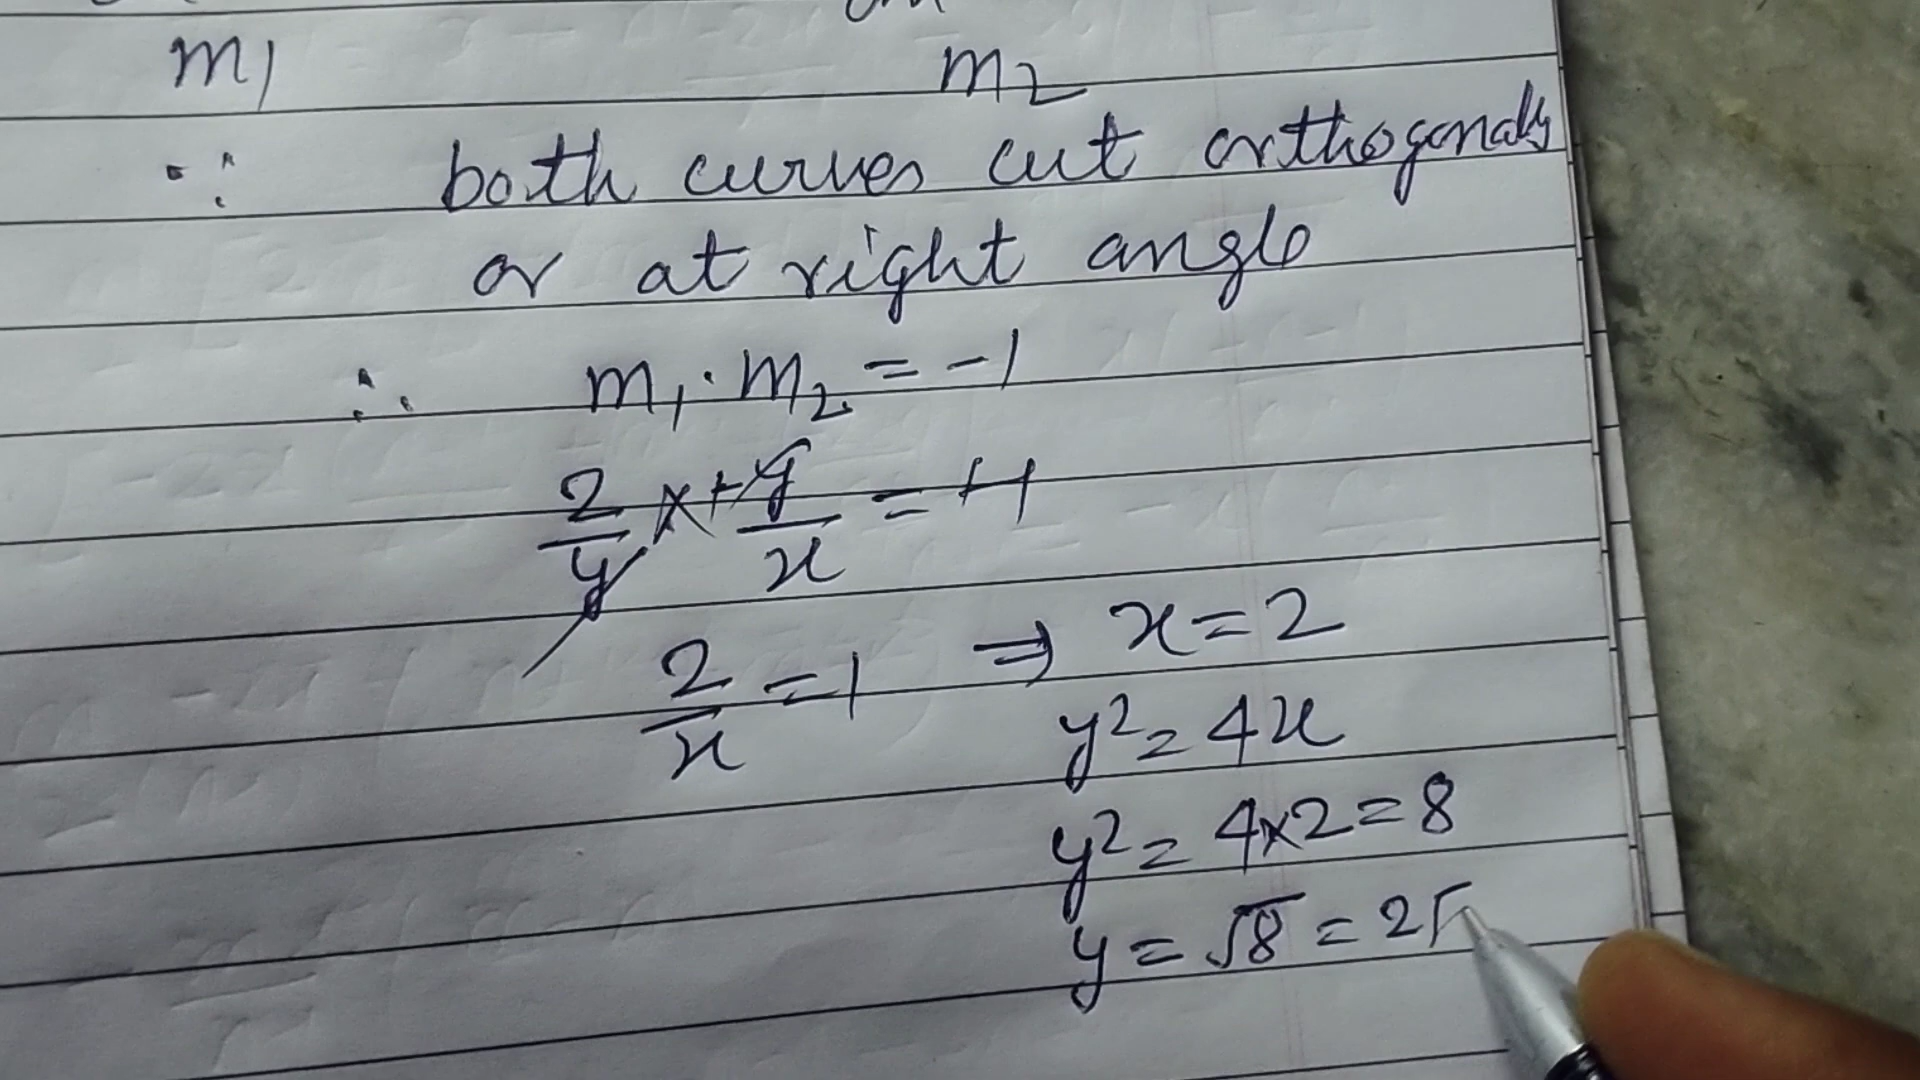 m1 m2
∵ both curves cut orthogonally
or at right angle
∴ m1 · m2 = -1
2/y × + y/x = -1
2/x = 1 ⇒ x = 2
y² = 4x
y² = 4×2 = 8
y = √8 = 2√